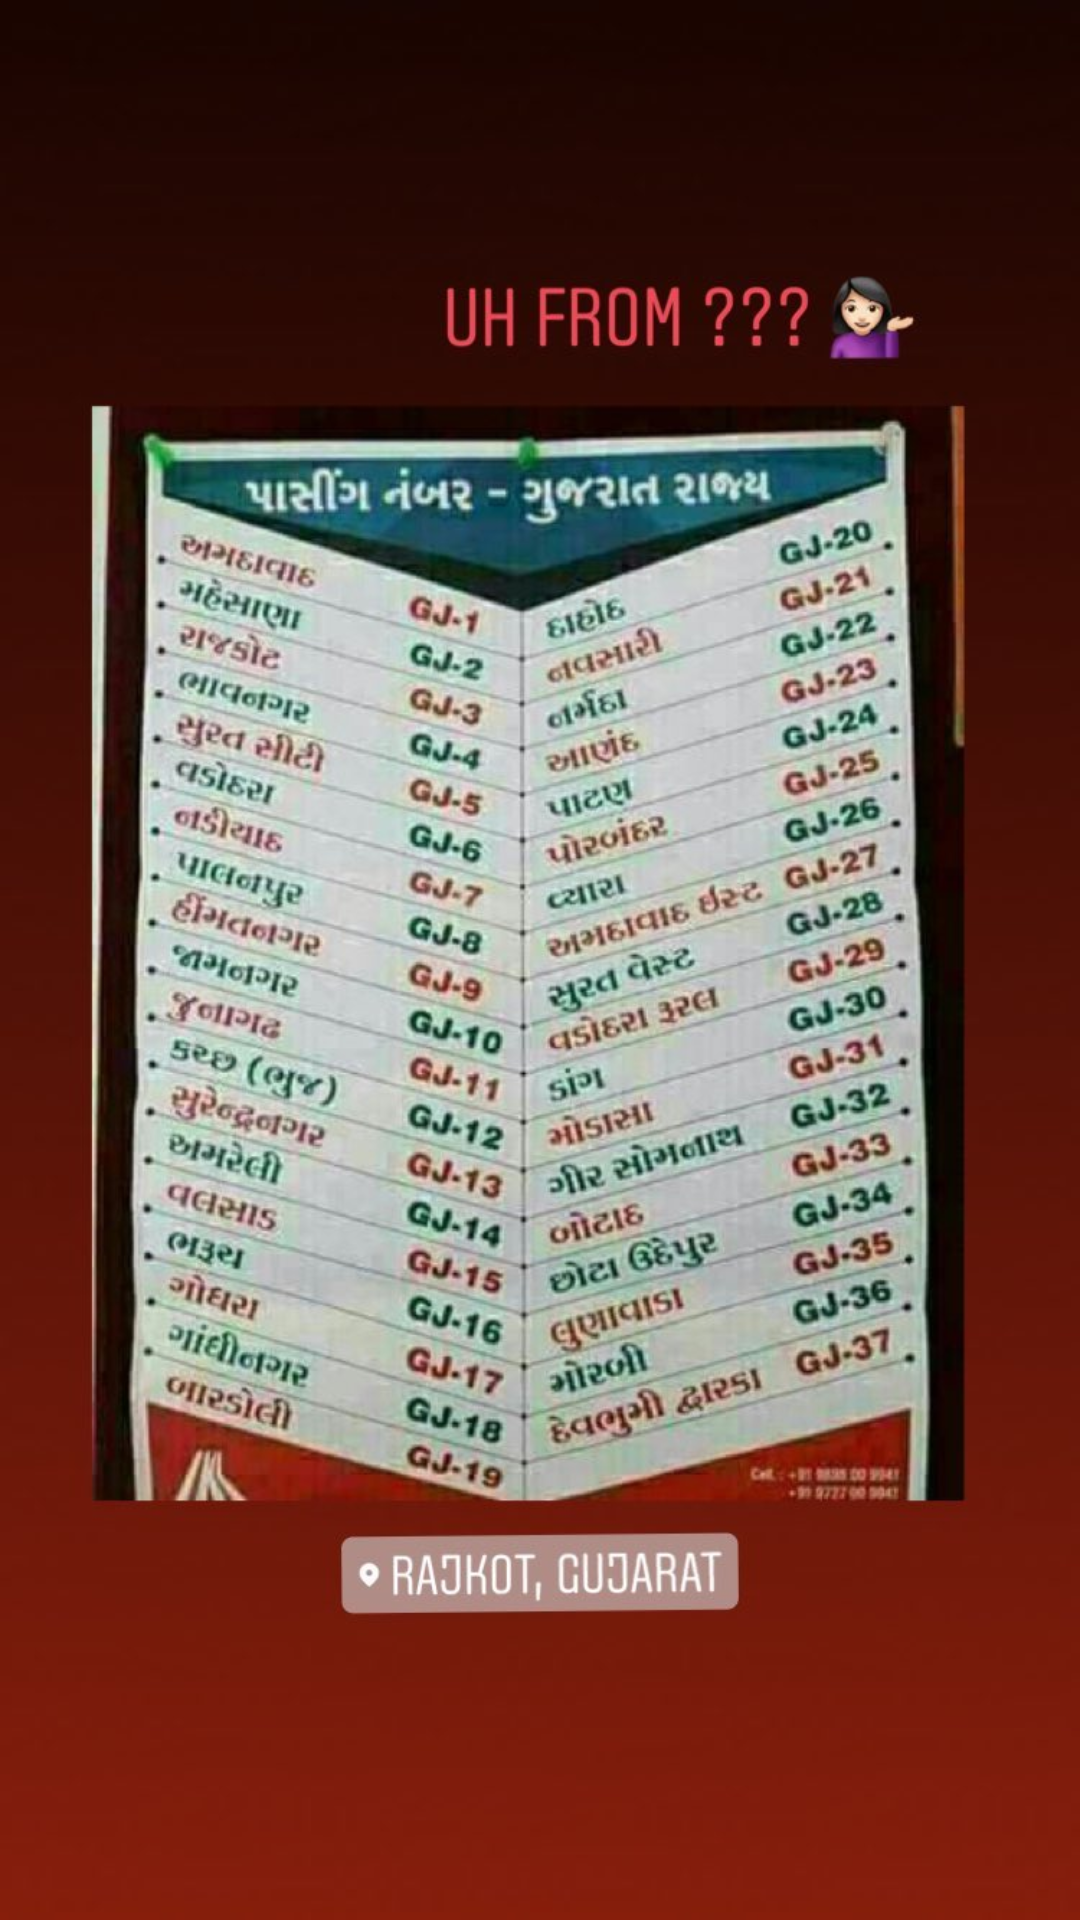 UH FROM ???
પાસીંગ નંબર - ગુજરાત રાજ્ય
અમદાવાદ GJ-1
મહેસાણા GJ-2
રાજકોટ GJ-3
ભાવનગર GJ-4
સુરત સીટી GJ-5
વડોદરા GJ-6
નડીયાદ GJ-7
પાલનપુર GJ-8
હીંમતનગર GJ-9
જામનગર GJ-10
જુનાગઢ GJ-11
કચ્છ (ભુજ) GJ-12
સુરેન્દ્રનગર GJ-13
અમરેલી GJ-14
વલસાડ GJ-15
ભરૂચ GJ-16
ગોધરા GJ-17
ગાંધીનગર GJ-18
બારડોલી GJ-19
દાહોદ GJ-20
નવસારી GJ-21
નર્મદા GJ-22
આણંદ GJ-23
પાટણ GJ-24
પોરબંદર GJ-25
વ્યારા GJ-26
અમદાવાદ ઇસ્ટ GJ-27
સુરત વેસ્ટ GJ-28
વડોદરા રૂરલ GJ-29
ડાંગ GJ-30
મોડાસા GJ-31
ગીર સોમનાથ GJ-32
બોટાદ GJ-33
છોટા ઉદેપુર GJ-34
લુણાવાડા GJ-35
મોરબી GJ-36
દેવભુમી દ્વારકા GJ-37
Cell. : +91
+91
RAJKOT, GUJARAT